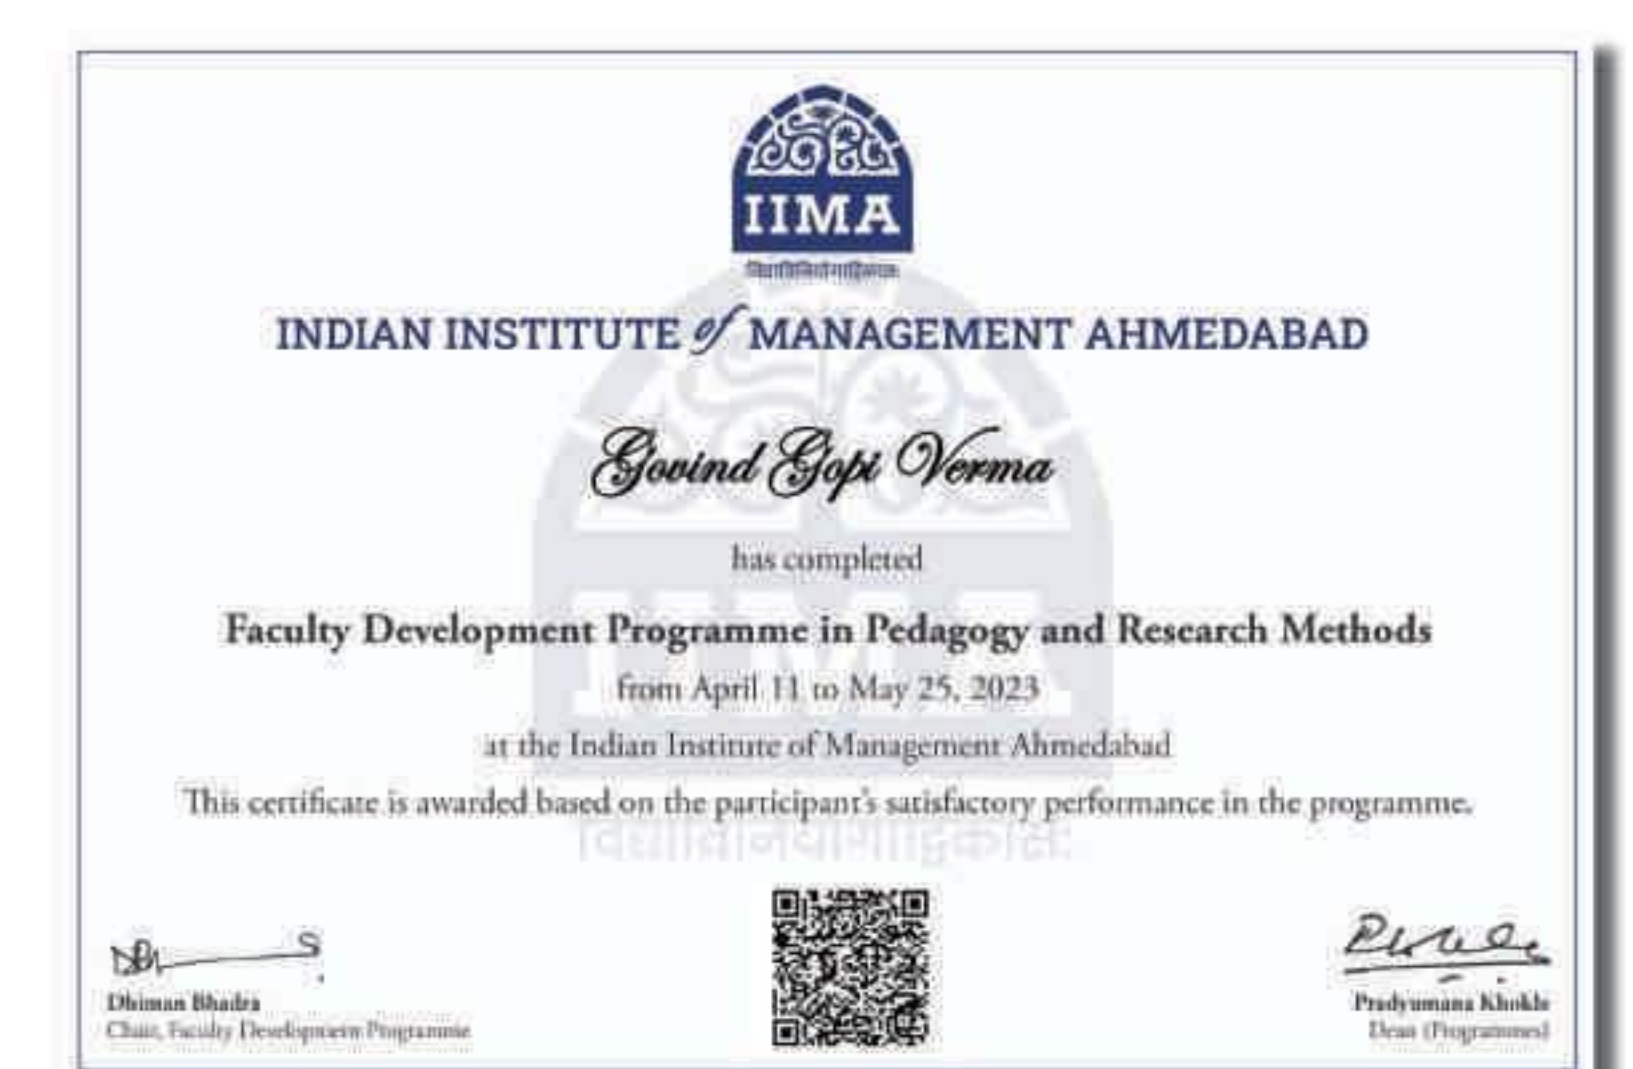 IIMA
INDIAN INSTITUTE of MANAGEMENT AHMEDABAD
Govind Gopi Verma
has completed
Faculty Development Programme in Pedagogy and Research Methods
from April 11 to May 25, 2023
at the Indian Institute of Management Ahmedabad
This certificate is awarded based on the participant's satisfactory performance in the programme.
Dhiman Bhadra
Chair, Faculty Development Programme
Pradyumana Khokle
Dean (Programmes)